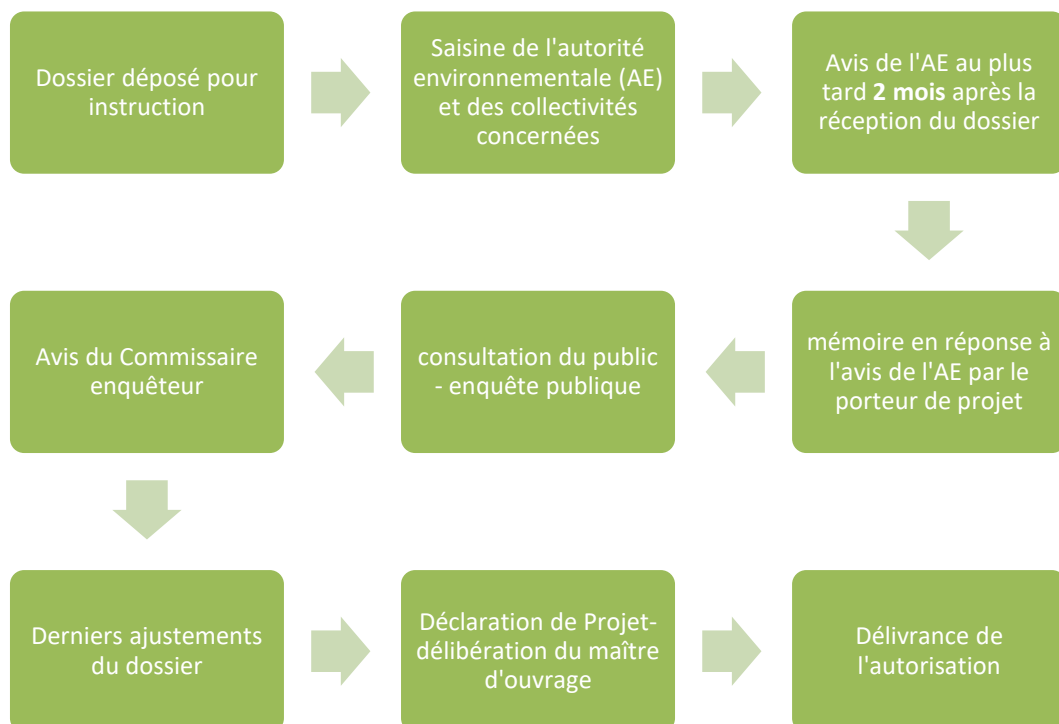 Dossier déposé pour
instruction
Saisine de l'autorité
environnementale (AE)
et des collectivités
concernées
Avis de l'AE au plus
tard 2 mois après la
réception du dossier
mémoire en réponse à
l'avis de l'AE par le
porteur de projet
consultation du public
- enquête publique
Avis du Commissaire
enquêteur
Derniers ajustements
du dossier
Déclaration de Projet-
délibération du maître
d'ouvrage
Délivrance de
l'autorisation